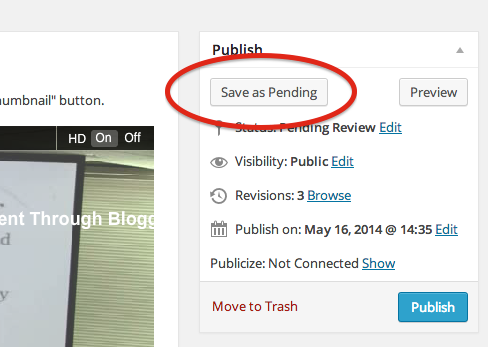 Publish
Save as Pending
Preview
Status: Pending Review Edit
Visibility: Public Edit
Revisions: 3 Browse
Publish on: May 16, 2014 @ 14:35 Edit
Publicize: Not Connected Show
Move to Trash
Publish
umbnail" button.
HD On Off
ent Through Blogg
d
y